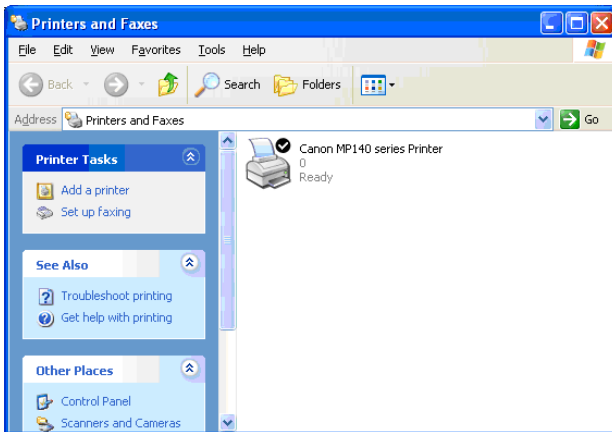 Printers and Faxes
File Edit View Favorites Tools Help
Back Search Folders
Address Printers and Faxes Go
Printer Tasks
Add a printer
Set up faxing
See Also
Troubleshoot printing
Get help with printing
Other Places
Control Panel
Scanners and Cameras
Canon MP140 series Printer
0
Ready